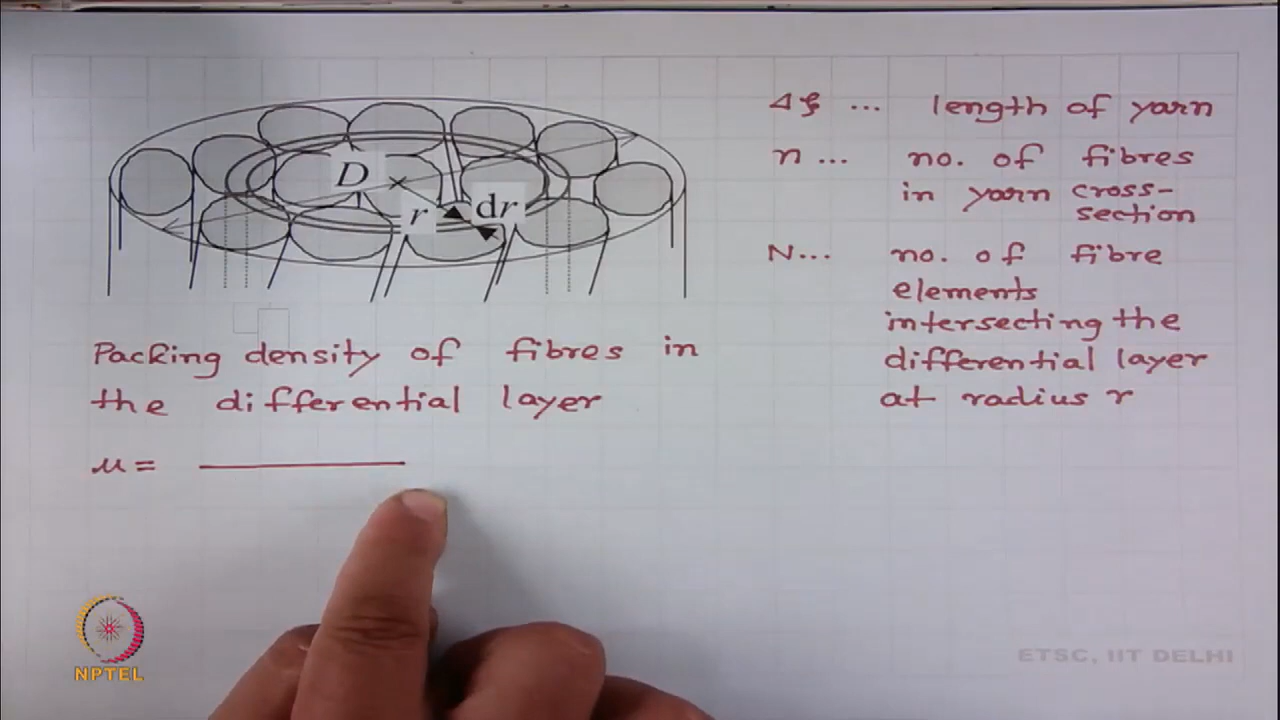 D
r
dr
Packing density of fibres in
the differential layer
μ =
Δξ ... length of yarn
n ... no. of fibres
in yarn cross-
section
N... no. of fibre
elements
intersecting the
differential layer
at radius r
NPTEL
ETSC, IIT DELHI